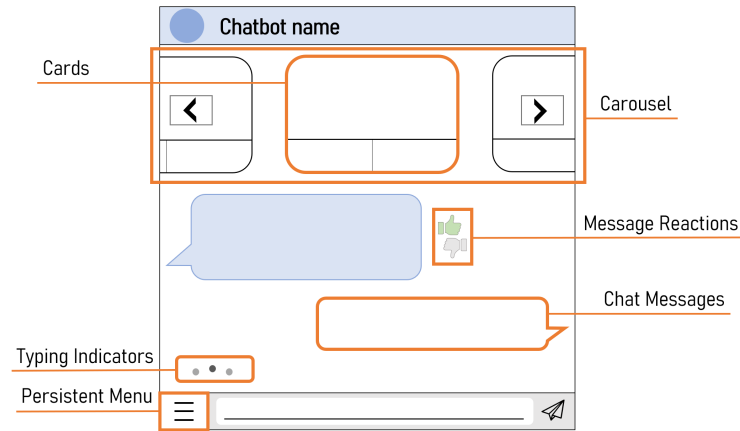 Chatbot name
Cards
Carousel
Message Reactions
Chat Messages
Typing Indicators
Persistent Menu